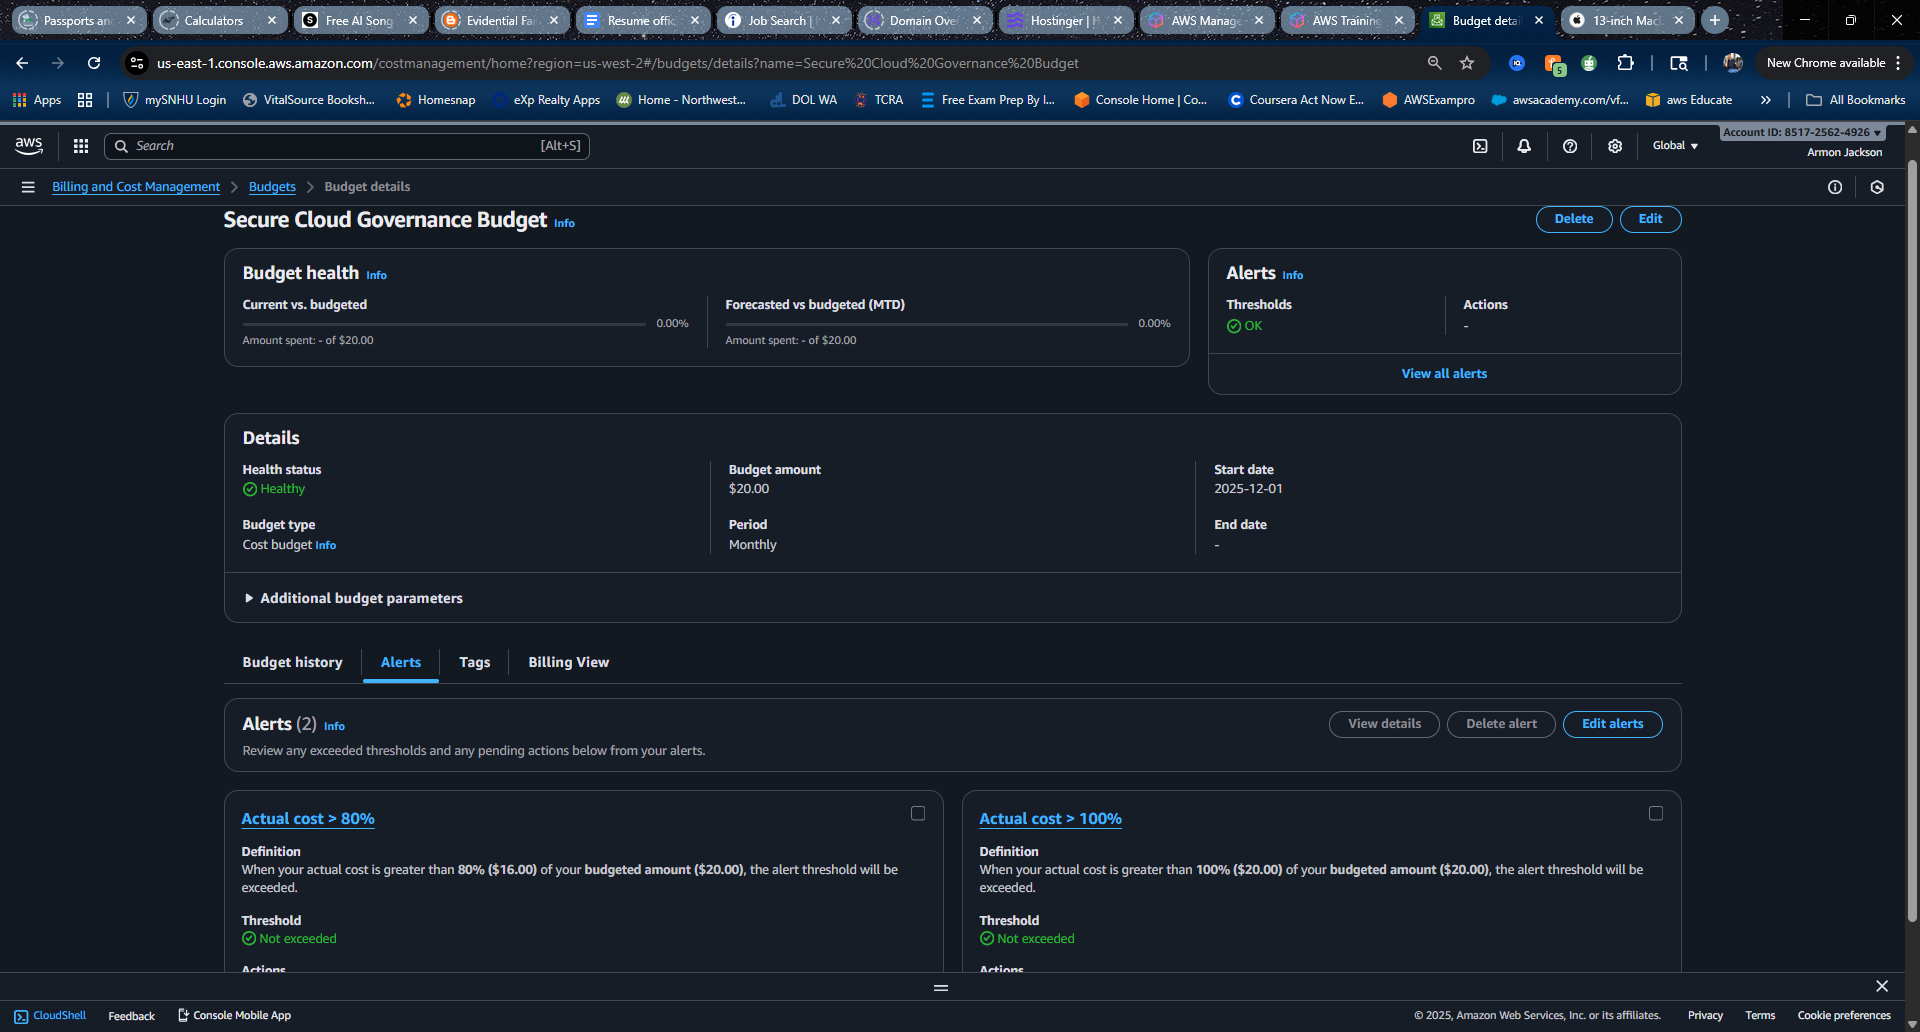 Passports an
Calculators
Free AI Song
Evidential Fai
Resume offic
Job Search |
Domain Over
Hostinger | H
AWS Manage
AWS Training
Budget detai
13-inch Mac
us-east-1.console.aws.amazon.com/costmanagement/home?region=us-west-2#/budgets/details?name=Secure%20Cloud%20Governance%20Budget
5
New Chrome available
Apps
mySNHU Login
VitalSource Booksh...
Homesnap
eXp Realty Apps
Home - Northwest...
DOL WA
TCRA
Free Exam Prep By I...
Console Home | Co...
Coursera Act Now E...
AWSExampro
awsacademy.com/vf...
aws Educate
All Bookmarks
aws
Search
[Alt+S]
Global
Account ID: 8517-2562-4926
Armon Jackson
Billing and Cost Management
Budgets
Budget details
Secure Cloud Governance Budget Info
Delete
Edit
Budget health Info
Current vs. budgeted
0.00%
Amount spent: - of $20.00
Forecasted vs budgeted (MTD)
0.00%
Amount spent: - of $20.00
Alerts Info
Thresholds
OK
Actions
-
View all alerts
Details
Health status
Healthy
Budget type
Cost budget Info
Budget amount
$20.00
Period
Monthly
Start date
2025-12-01
End date
-
Additional budget parameters
Budget history
Alerts
Tags
Billing View
Alerts (2) Info
Review any exceeded thresholds and any pending actions below from your alerts.
View details
Delete alert
Edit alerts
Actual cost > 80%
Definition
When your actual cost is greater than 80% ($16.00) of your budgeted amount ($20.00), the alert threshold will be
exceeded.
Threshold
Not exceeded
Actions
Actual cost > 100%
Definition
When your actual cost is greater than 100% ($20.00) of your budgeted amount ($20.00), the alert threshold will be
exceeded.
Threshold
Not exceeded
Actions
CloudShell
Feedback
Console Mobile App
© 2025, Amazon Web Services, Inc. or its affiliates.
Privacy
Terms
Cookie preferences